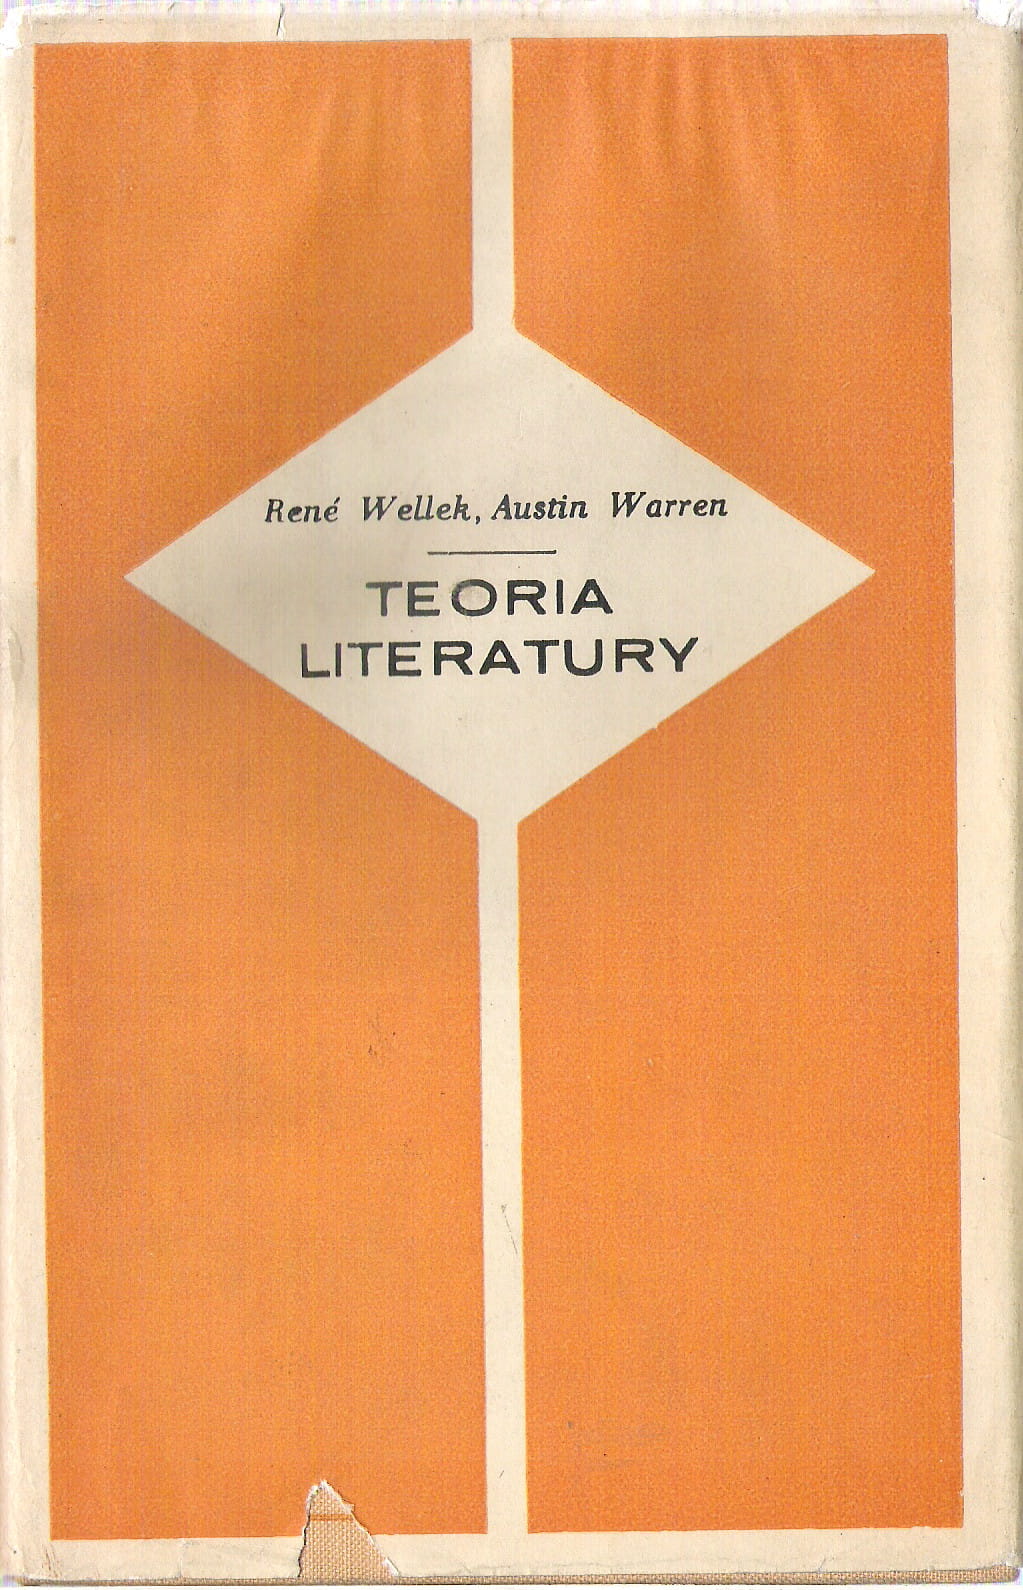 René Wellek, Austin Warren
TEORIA
LITERATURY